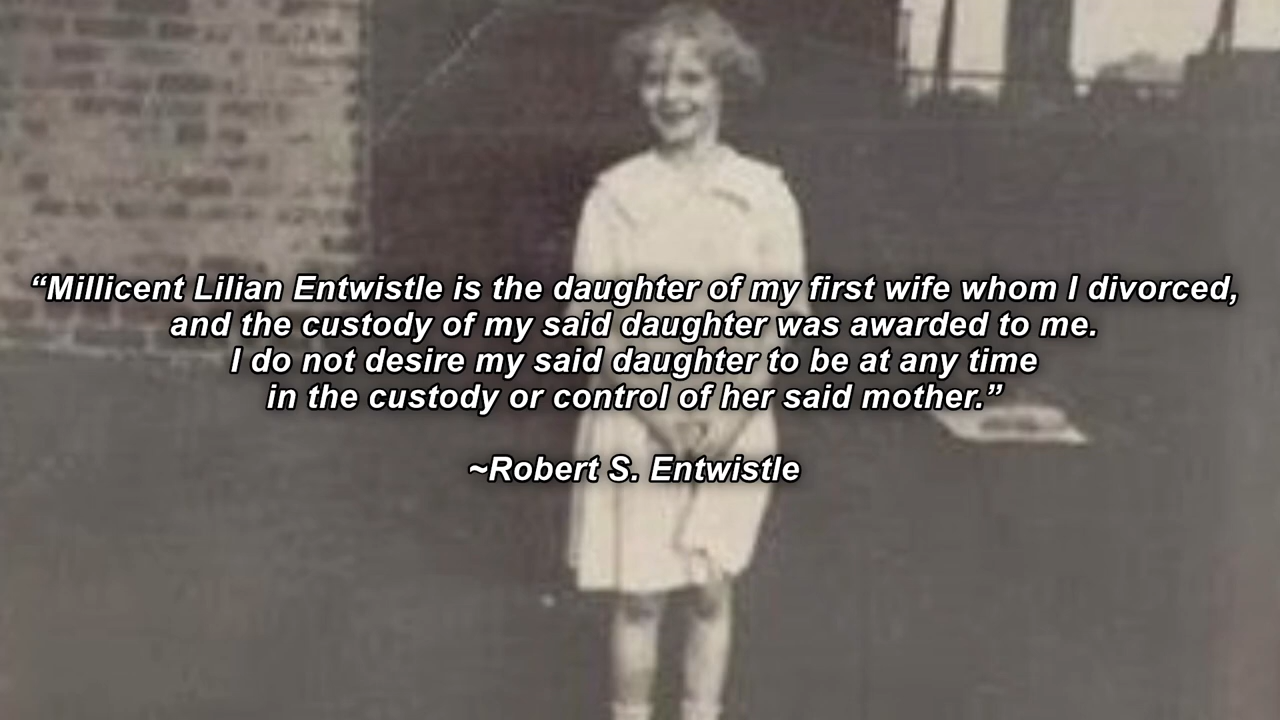 “Millicent Lilian Entwistle is the daughter of my first wife whom I divorced,
and the custody of my said daughter was awarded to me.
I do not desire my said daughter to be at any time
in the custody or control of her said mother.”
~Robert S. Entwistle